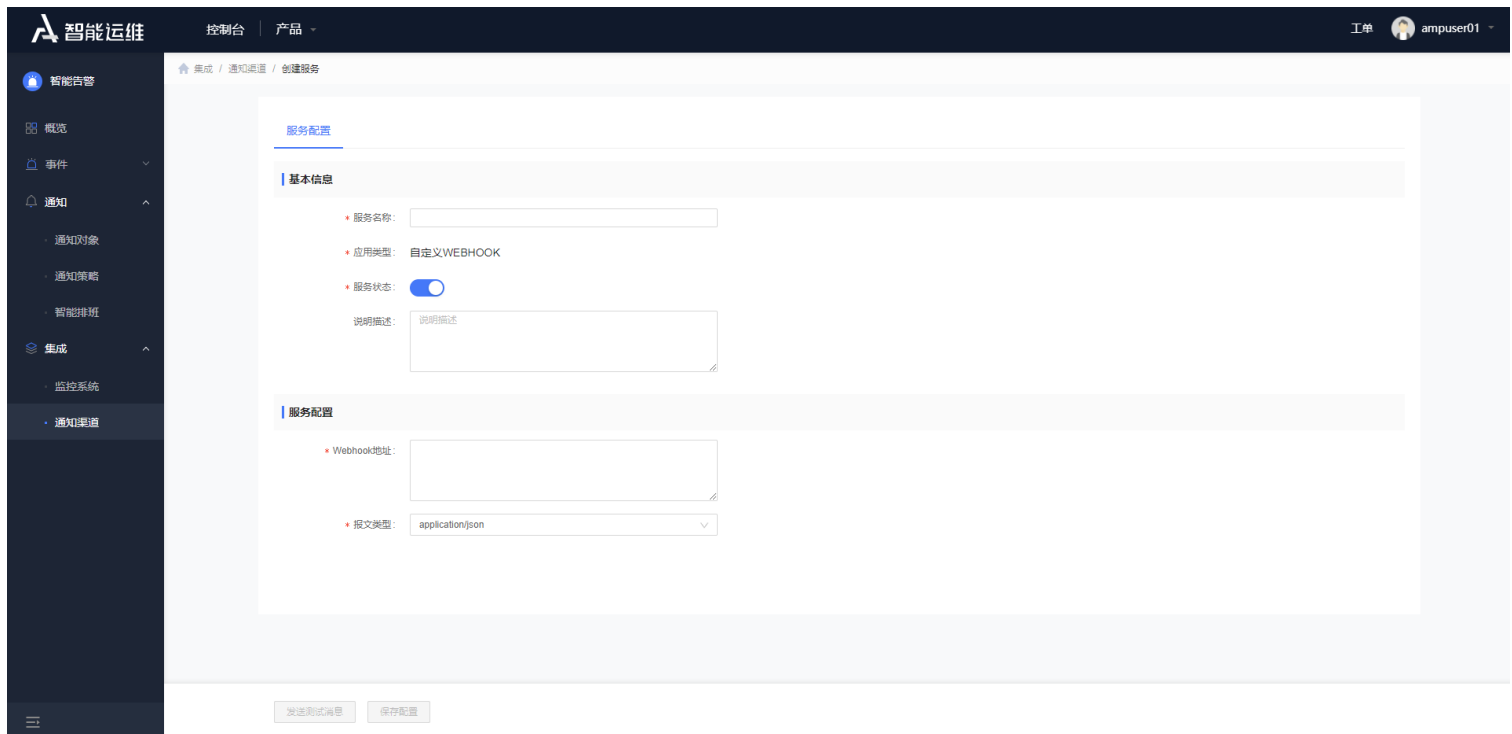 智能运维 控制台 产品 工单 ampuser01
智能告警
概览
事件
通知
通知对象
通知策略
智能排班
集成
监控系统
通知渠道
集成 / 通知渠道 / 创建服务
服务配置
基本信息
* 服务名称:
* 应用类型: 自定义WEBHOOK
* 服务状态:
说明描述: 说明描述
服务配置
* Webhook地址:
* 报文类型: application/json
发送测试消息 保存配置